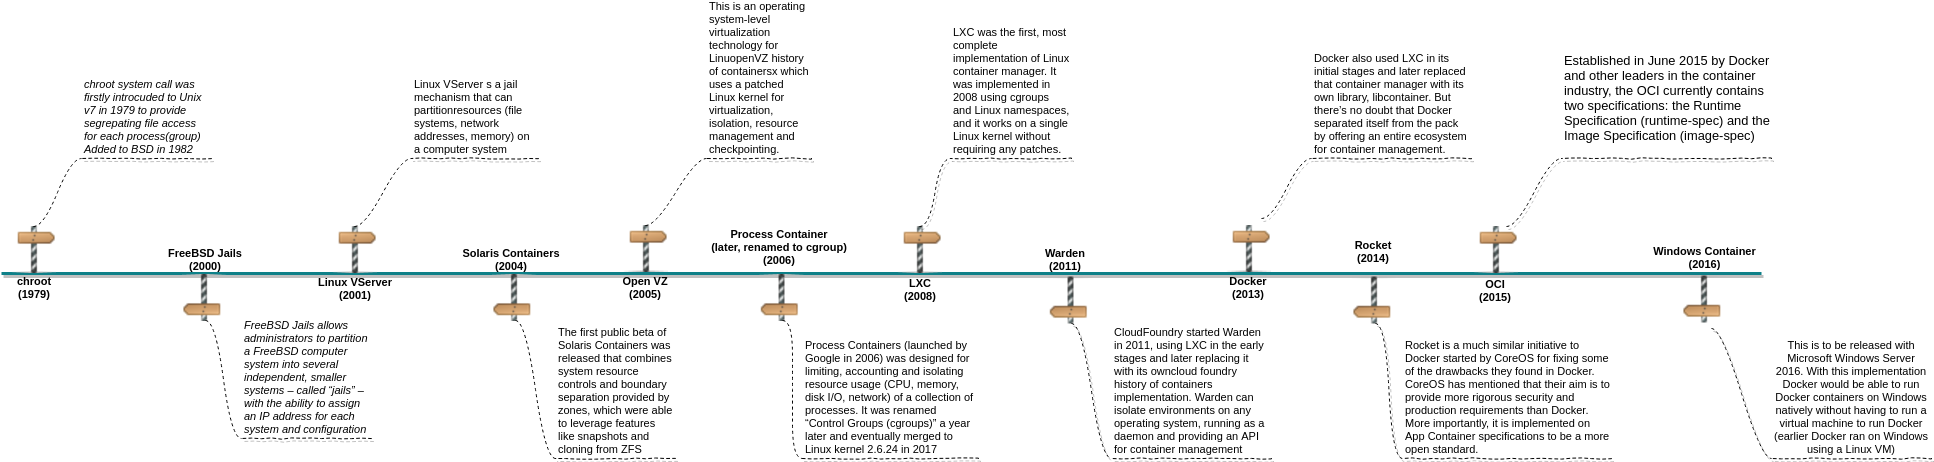 chroot system call was
firstly introcuded to Unix
v7 in 1979 to provide
segrepating file access
for each process(group)
Added to BSD in 1982
chroot
(1979)
FreeBSD Jails
(2000)
FreeBSD Jails allows
administrators to partition
a FreeBSD computer
system into several
independent, smaller
systems – called “jails” –
with the ability to assign
an IP address for each
system and configuration
Linux VServer s a jail
mechanism that can
partitionresources (file
systems, network
addresses, memory) on
a computer system
Linux VServer
(2001)
Solaris Containers
(2004)
The first public beta of
Solaris Containers was
released that combines
system resource
controls and boundary
separation provided by
zones, which were able
to leverage features
like snapshots and
cloning from ZFS
This is an operating
system-level
virtualization
technology for
LinuopenVZ history
of containersx which
uses a patched
Linux kernel for
virtualization,
isolation, resource
management and
checkpointing.
Open VZ
(2005)
Process Container
(later, renamed to cgroup)
(2006)
Process Containers (launched by
Google in 2006) was designed for
limiting, accounting and isolating
resource usage (CPU, memory,
disk I/O, network) of a collection of
processes. It was renamed
“Control Groups (cgroups)” a year
later and eventually merged to
Linux kernel 2.6.24 in 2017
LXC was the first, most
complete
implementation of Linux
container manager. It
was implemented in
2008 using cgroups
and Linux namespaces,
and it works on a single
Linux kernel without
requiring any patches.
LXC
(2008)
Warden
(2011)
CloudFoundry started Warden
in 2011, using LXC in the early
stages and later replacing it
with its owncloud foundry
history of containers
implementation. Warden can
isolate environments on any
operating system, running as a
daemon and providing an API
for container management
Docker also used LXC in its
initial stages and later replaced
that container manager with its
own library, libcontainer. But
there’s no doubt that Docker
separated itself from the pack
by offering an entire ecosystem
for container management.
Docker
(2013)
Rocket
(2014)
Rocket is a much similar initiative to
Docker started by CoreOS for fixing some
of the drawbacks they found in Docker.
CoreOS has mentioned that their aim is to
provide more rigorous security and
production requirements than Docker.
More importantly, it is implemented on
App Container specifications to be a more
open standard.
Established in June 2015 by Docker
and other leaders in the container
industry, the OCI currently contains
two specifications: the Runtime
Specification (runtime-spec) and the
Image Specification (image-spec)
OCI
(2015)
Windows Container
(2016)
This is to be released with
Microsoft Windows Server
2016. With this implementation
Docker would be able to run
Docker containers on Windows
natively without having to run a
virtual machine to run Docker
(earlier Docker ran on Windows
using a Linux VM)